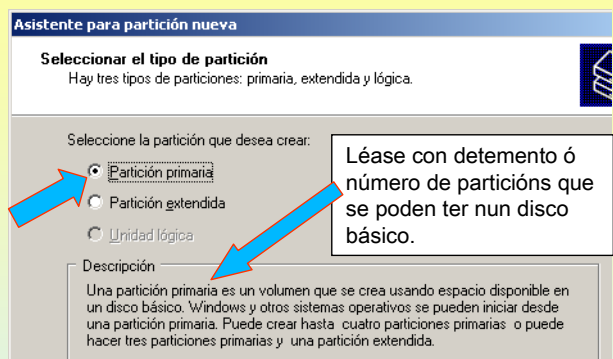 Asistente para partición nueva
Seleccionar el tipo de partición
Hay tres tipos de particiones: primaria, extendida y lógica.
Seleccione la partición que desea crear:
Partición primaria
Partición extendida
Unidad lógica
Léase con detemento ó
número de particións que
se poden ter nun disco
básico.
Descripción
Una partición primaria es un volumen que se crea usando espacio disponible en
un disco básico. Windows y otros sistemas operativos se pueden iniciar desde
una partición primaria. Puede crear hasta cuatro particiones primarias o puede
hacer tres particiones primarias y una partición extendida.